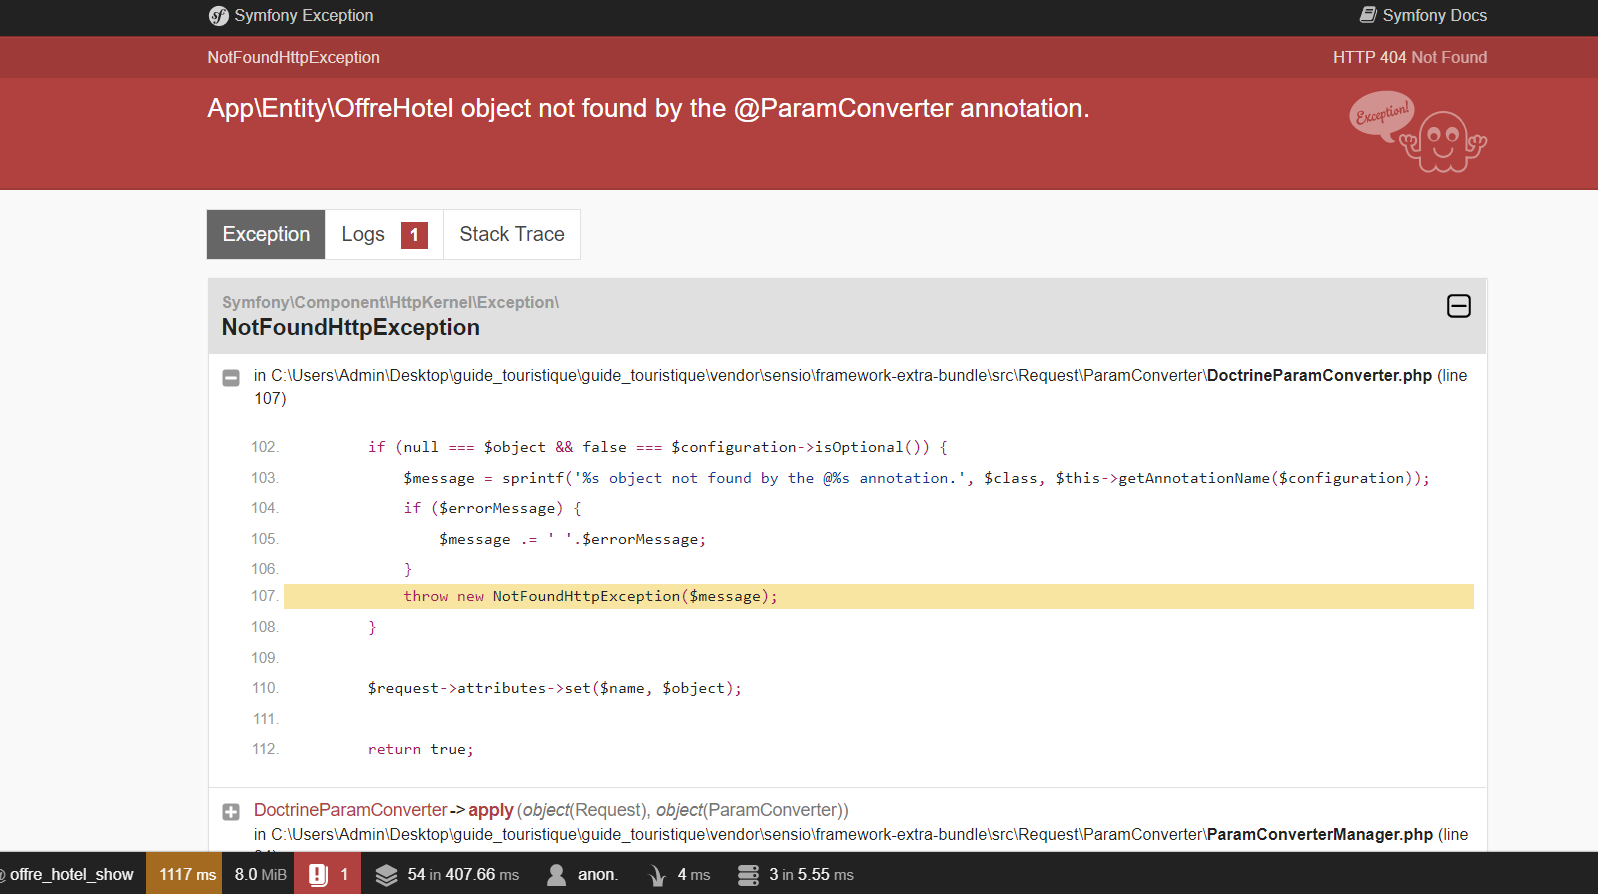 Symfony Exception
Symfony Docs
NotFoundHttpException
HTTP 404 Not Found
App\Entity\OffreHotel object not found by the @ParamConverter annotation.
Exception!
Exception
Logs 1
Stack Trace
Symfony\Component\HttpKernel\Exception\
NotFoundHttpException
in C:\Users\Admin\Desktop\guide_touristique\guide_touristique\vendor\sensio\framework-extra-bundle\src\Request\ParamConverter\DoctrineParamConverter.php (line
107)
102. if (null === $object && false === $configuration->isOptional()) {
103. $message = sprintf('%s object not found by the @%s annotation.', $class, $this->getAnnotationName($configuration));
104. if ($errorMessage) {
105. $message .= ' '.$errorMessage;
106. }
107. throw new NotFoundHttpException($message);
108. }
109.
110. $request->attributes->set($name, $object);
111.
112. return true;
DoctrineParamConverter->apply(object(Request), object(ParamConverter))
in C:\Users\Admin\Desktop\guide_touristique\guide_touristique\vendor\sensio\framework-extra-bundle\src\Request\ParamConverter\ParamConverterManager.php (line
@ offre_hotel_show 1117 ms 8.0 MiB 1 54 in 407.66 ms anon. 4 ms 3 in 5.55 ms